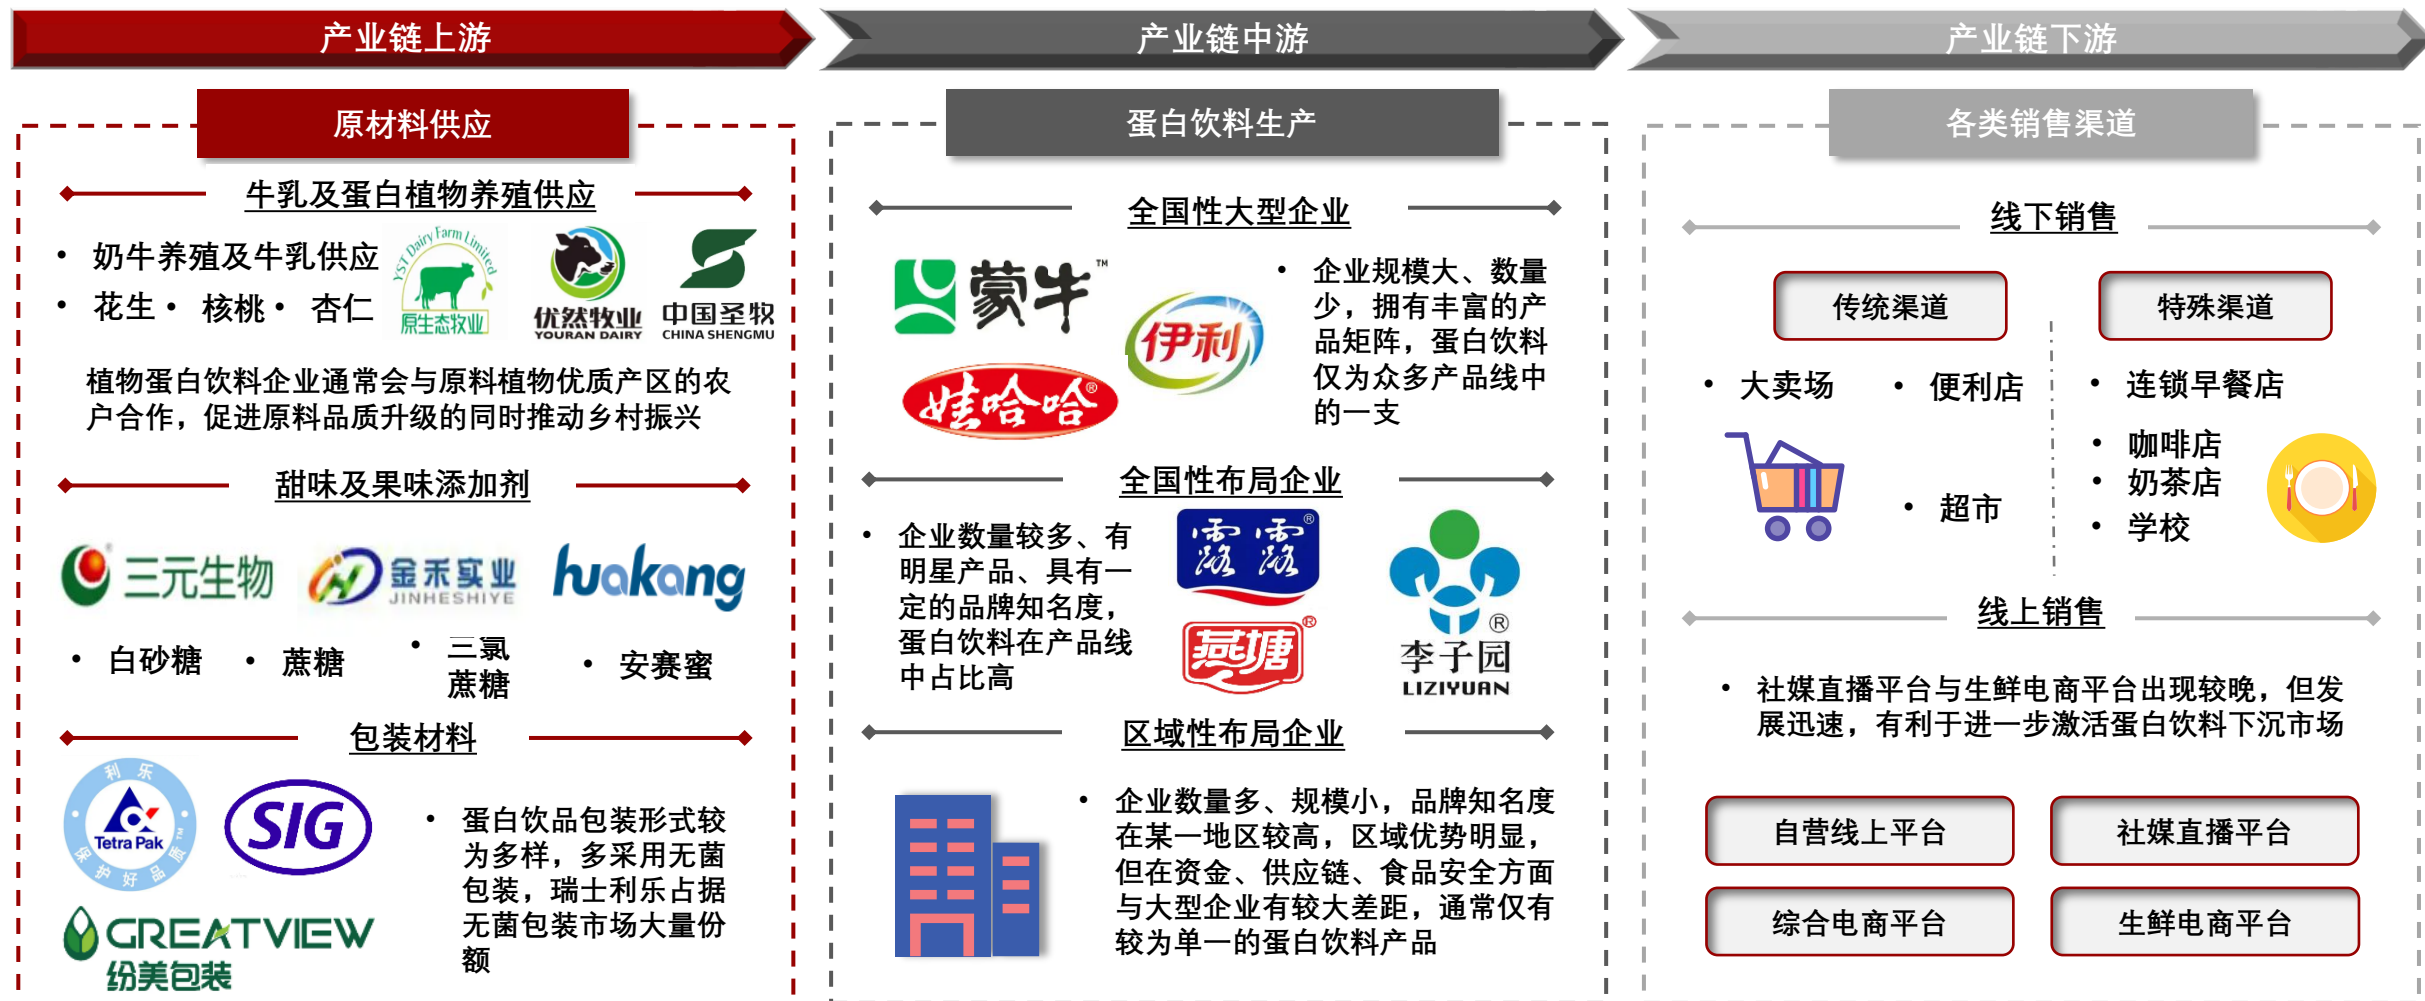 产业链上游
产业链中游
产业链下游
原材料供应
牛乳及蛋白植物养殖供应
• 奶牛养殖及牛乳供应
• 花生 • 核桃 • 杏仁
YST Dairy Farm Limited
原生态牧业
优然牧业
YOURAN DAIRY
中国圣牧
CHINA SHENGMU
植物蛋白饮料企业通常会与原料植物优质产区的农
户合作，促进原料品质升级的同时推动乡村振兴
甜味及果味添加剂
三元生物
金禾实业
JINHESHIYE
huakang
• 白砂糖
• 蔗糖
• 三氯
蔗糖
• 安赛蜜
包装材料
利乐
Tetra Pak
保护好品质™
SIG
GREATVIEW
纷美包装
• 蛋白饮品包装形式较
为多样，多采用无菌
包装，瑞士利乐占据
无菌包装市场大量份
额
蛋白饮料生产
全国性大型企业
蒙牛™
伊利
娃哈哈®
• 企业规模大、数量
少，拥有丰富的产
品矩阵，蛋白饮料
仅为众多产品线中
的一支
全国性布局企业
• 企业数量较多、有
明星产品、具有一
定的品牌知名度，
蛋白饮料在产品线
中占比高
露露®
燕塘®
®
李子园
LIZIYUAN
区域性布局企业
• 企业数量多、规模小，品牌知名度
在某一地区较高，区域优势明显，
但在资金、供应链、食品安全方面
与大型企业有较大差距，通常仅有
较为单一的蛋白饮料产品
各类销售渠道
线下销售
传统渠道
特殊渠道
• 大卖场
• 便利店
• 超市
• 连锁早餐店
• 咖啡店
• 奶茶店
• 学校
线上销售
• 社媒直播平台与生鲜电商平台出现较晚，但发
展迅速，有利于进一步激活蛋白饮料下沉市场
自营线上平台
社媒直播平台
综合电商平台
生鲜电商平台